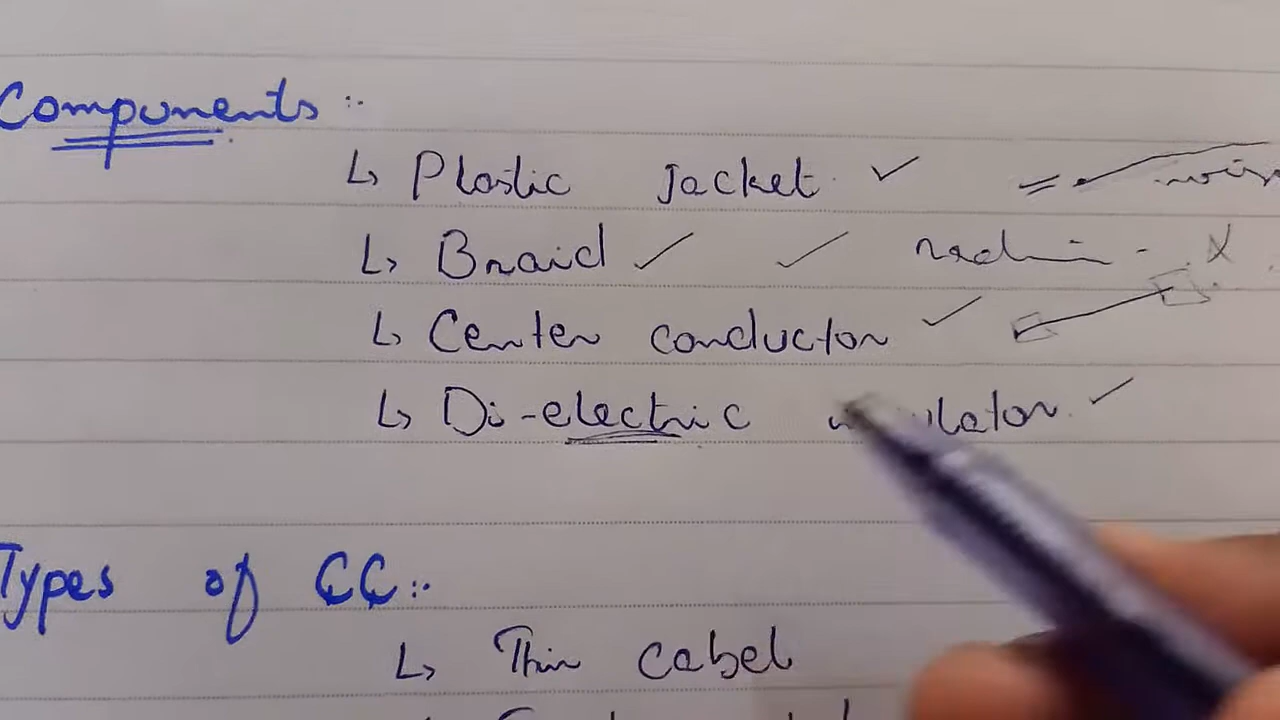 Components :-
↳ Plastic Jacket ✓
↳ Braid ✓ ✓
↳ Center conductor ✓
↳ Di-electric ✓
Types of CC :-
↳ Thin cabel